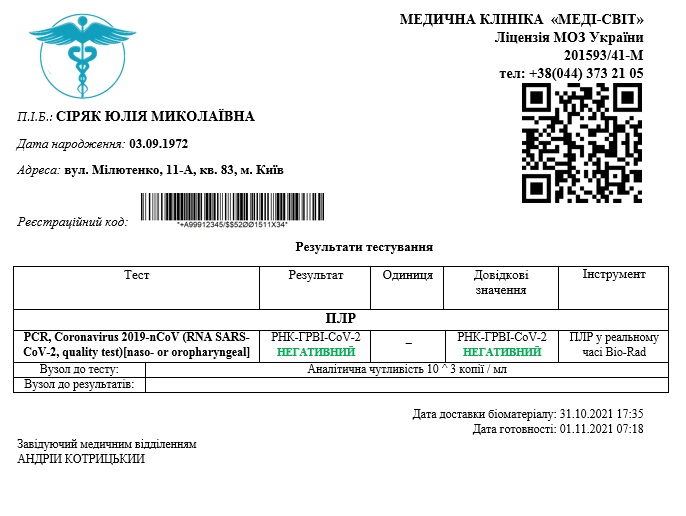 МЕДИЧНА КЛІНІКА «МЕДІ-СВІТ»
Ліцензія МОЗ України
201593/41-М
тел: +38(044) 373 21 05
П.І.Б.: СІРЯК ЮЛІЯ МИКОЛАЇВНА
Дата народження: 03.09.1972
Адреса: вул. Мілютенко, 11-А, кв. 83, м. Київ
Реєстраційний код:
*+A99912345/$$52ØØ1511X34*
Результати тестування
Тест Результат Одиниця Довідкові значення Інструмент
ПЛР
PCR, Coronavirus 2019-nCoV (RNA SARS- РНК-ГРВІ-CoV-2 _ РНК-ГРВІ-CoV-2 ПЛР у реальному
CoV-2, quality test)[naso- or oropharyngeal] НЕГАТИВНИЙ НЕГАТИВНИЙ часі Bio-Rad
Вузол до тесту: Аналітична чутливість 10 ^ 3 копії / мл
Вузол до результатів:
Дата доставки біоматеріалу: 31.10.2021 17:35
Дата готовності: 01.11.2021 07:18
Завідуючий медичним відділенням
АНДРІЙ КОТРИЦЬКИЙ